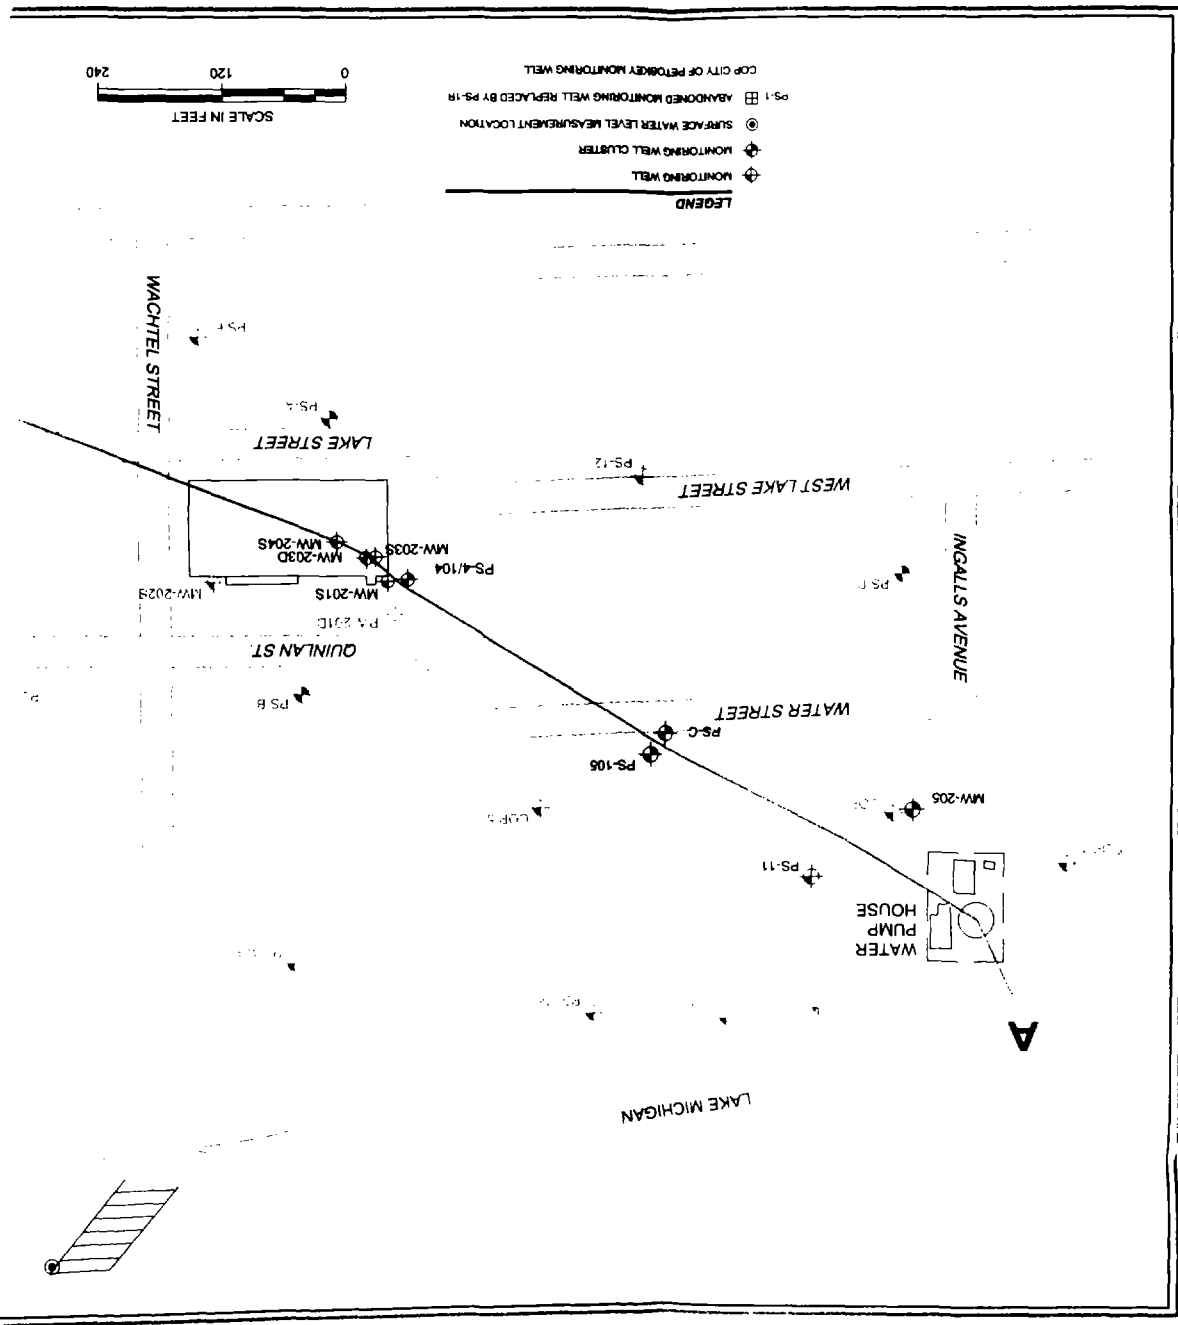 A
LAKE MICHIGAN
WATER
PUMP
HOUSE
PS-11
MW-205
COP 5
PS-105
PS-C
WATER STREET
INGALLS AVENUE
PS B
QUINLAN ST.
MW-202S
MW-201S
PS-4/104
MW-203D
MW-203S
MW-204S
WEST LAKE STREET
PS-12
LAKE STREET
PS-A
WACHTEL STREET
LEGEND
MONITORING WELL
MONITORING WELL CLUSTER
SURFACE WATER LEVEL MEASUREMENT LOCATION
PS-1 ABANDONED MONITORING WELL REPLACED BY PS-1R
COP CITY OF PETOSKEY MONITORING WELL
SCALE IN FEET
0 120 240